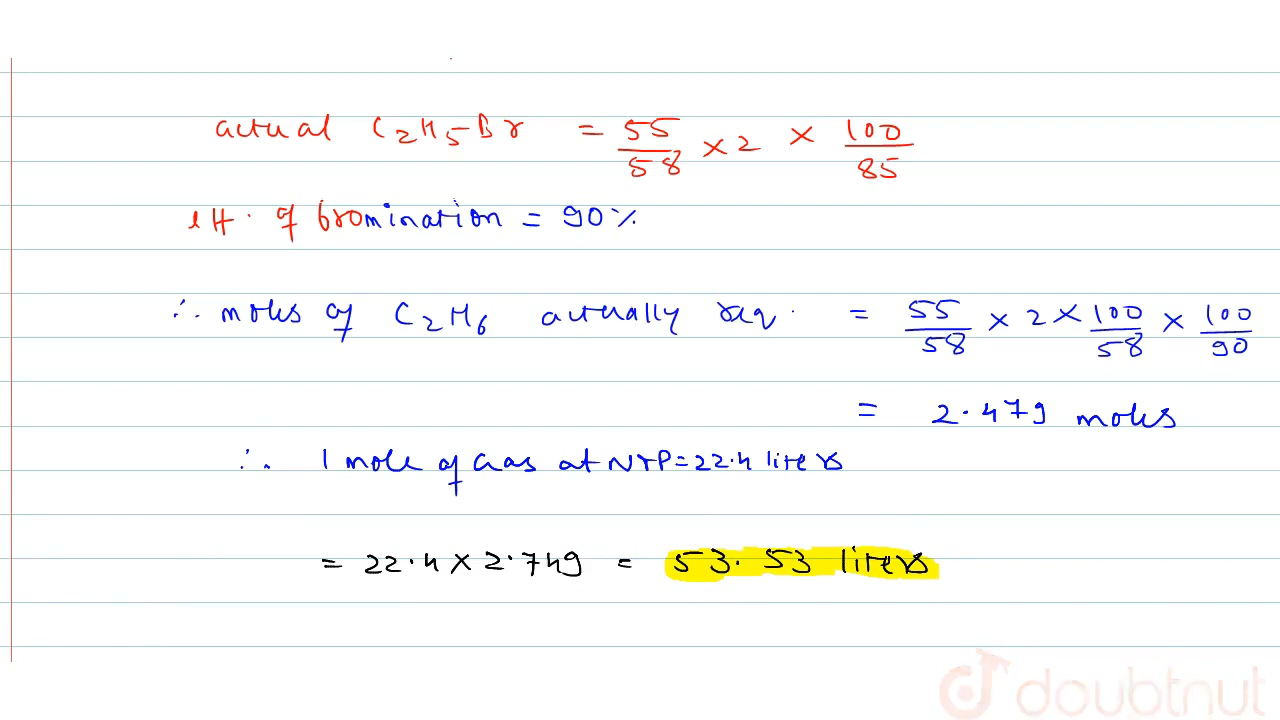 actual C₂H₅Br = 55/58 × 2 × 100/85
eff. of bromination = 90%
∴ moles of C₂H₆ actually req. = 55/58 × 2 × 100/58 × 100/90
= 2.479 moles
∴ 1 mole of Gas at NTP = 22.4 liters
= 22.4 × 2.749 = 53.53 liters
doubtnut